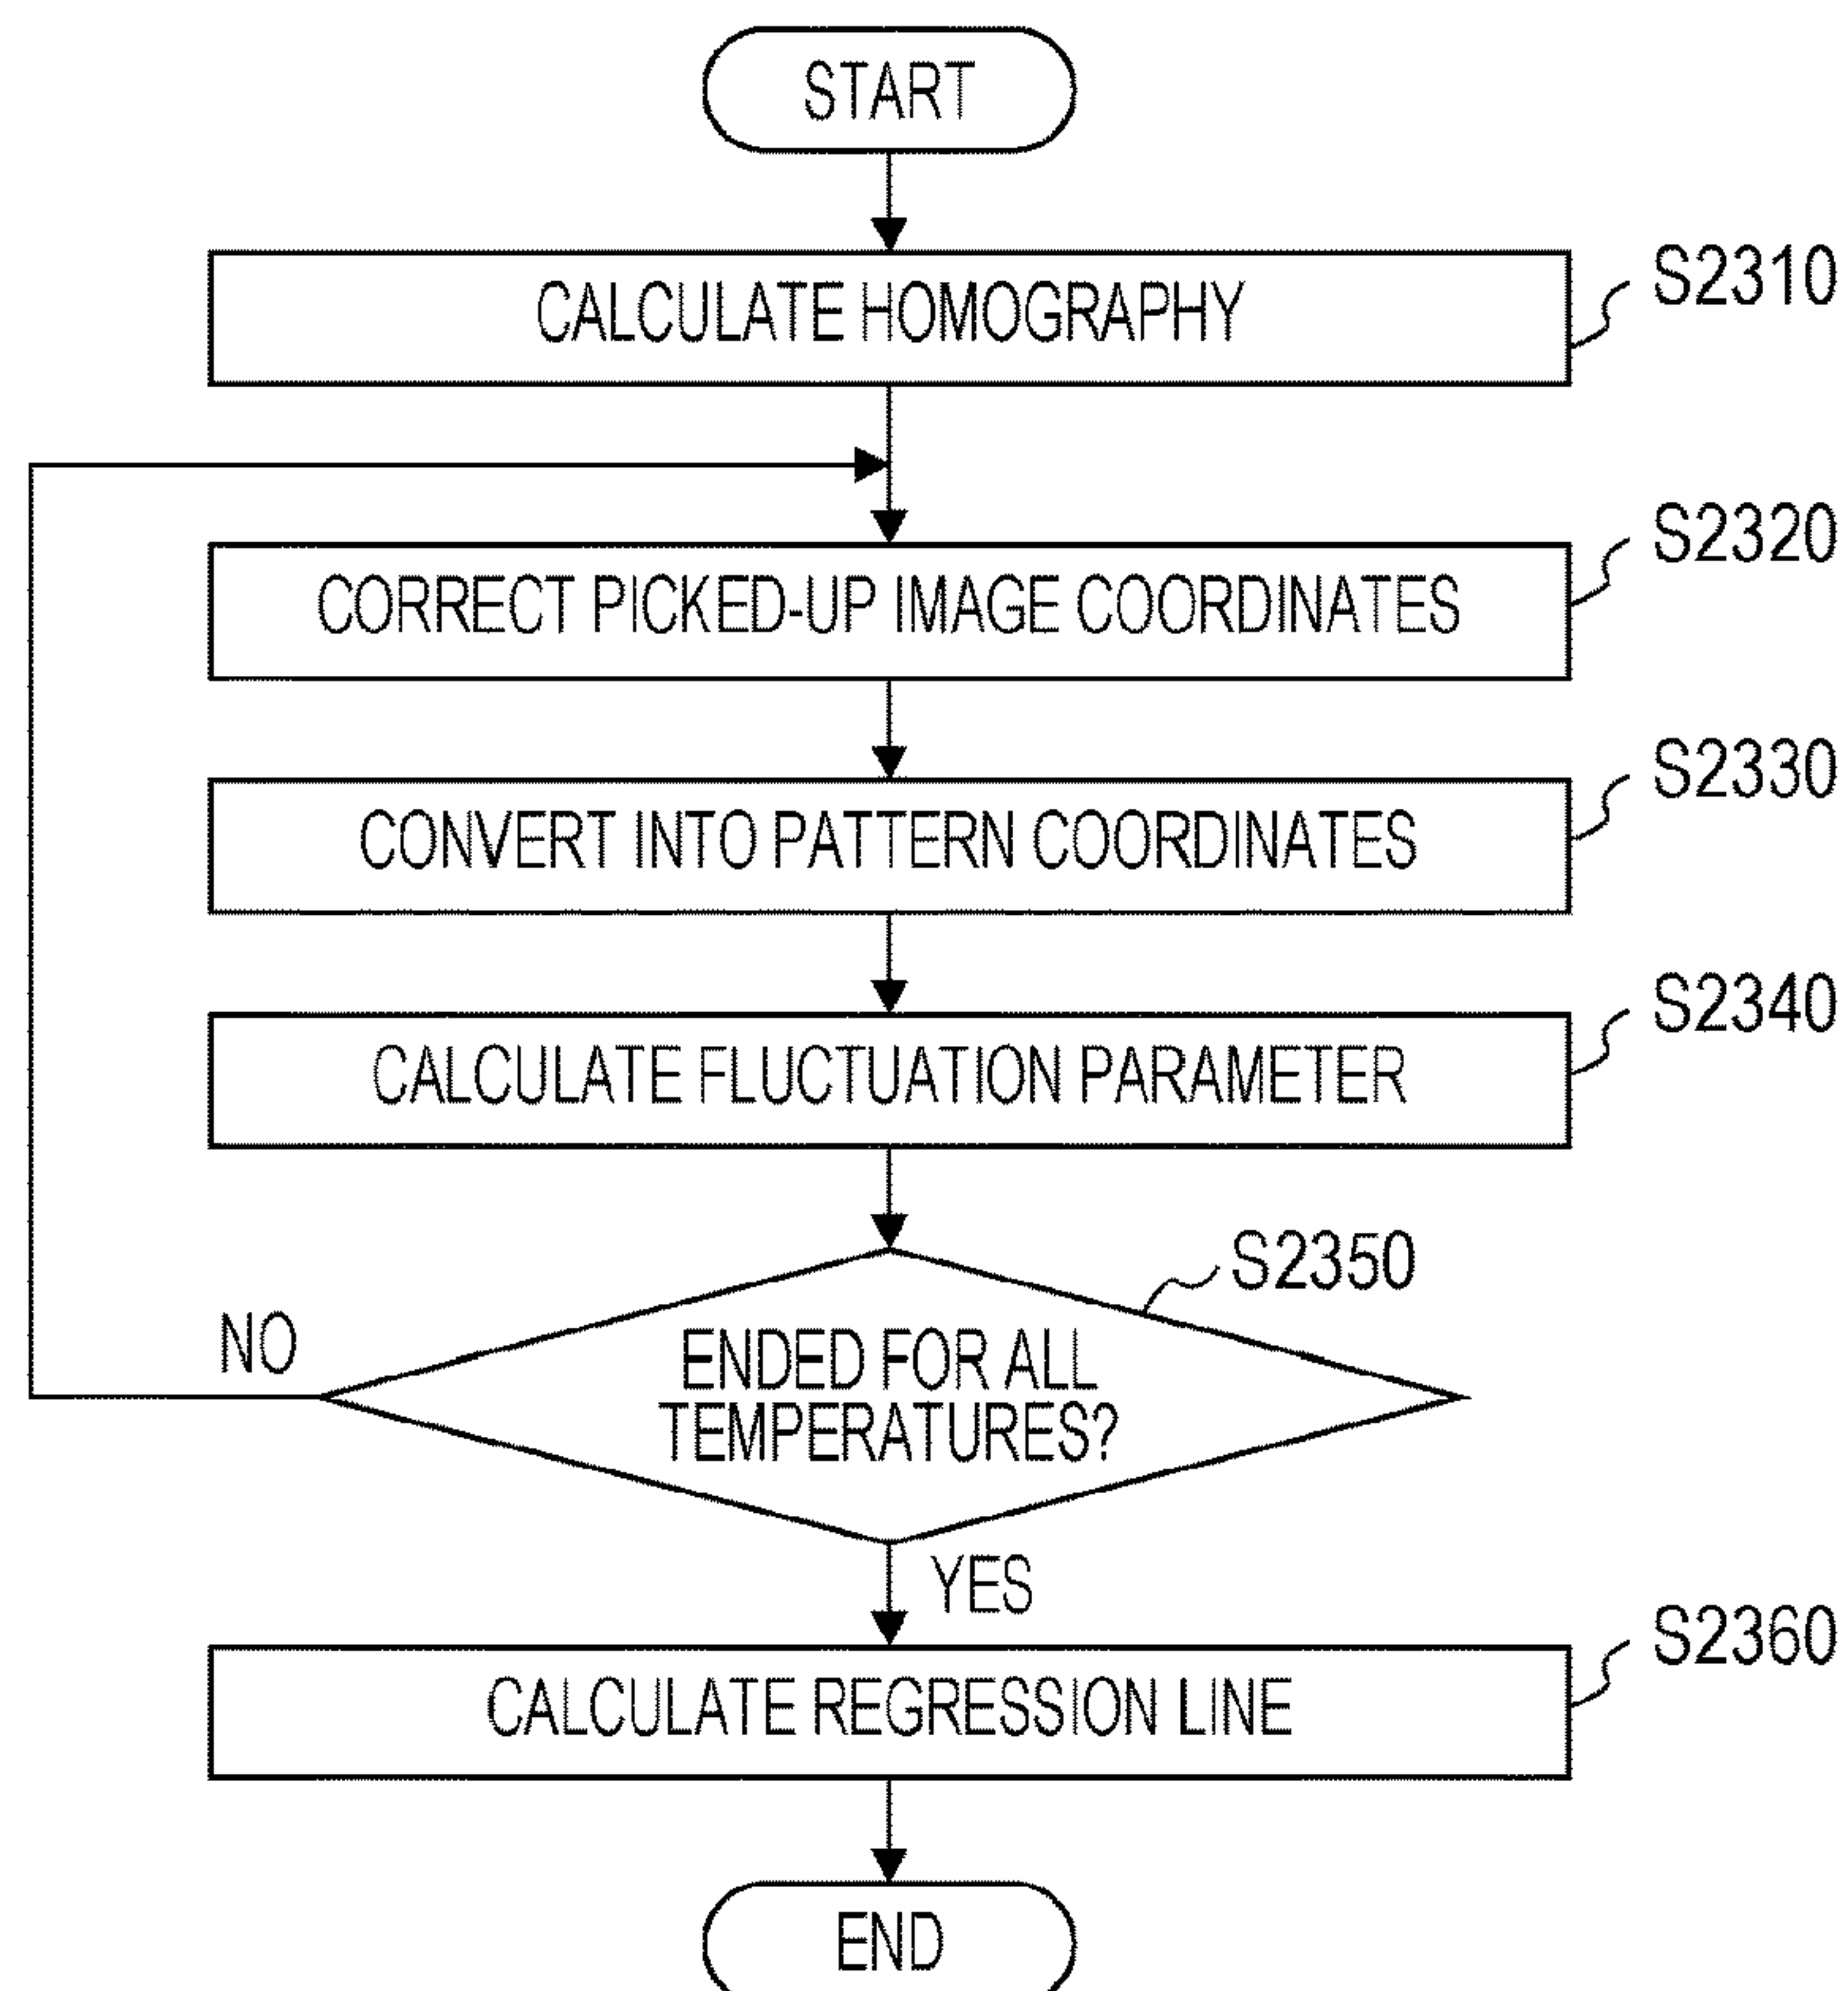 START
CALCULATE HOMOGRAPHY
S2310
CORRECT PICKED-UP IMAGE COORDINATES
S2320
CONVERT INTO PATTERN COORDINATES
S2330
CALCULATE FLUCTUATION PARAMETER
S2340
S2350
NO
ENDED FOR ALL
TEMPERATURES?
YES
CALCULATE REGRESSION LINE
S2360
END